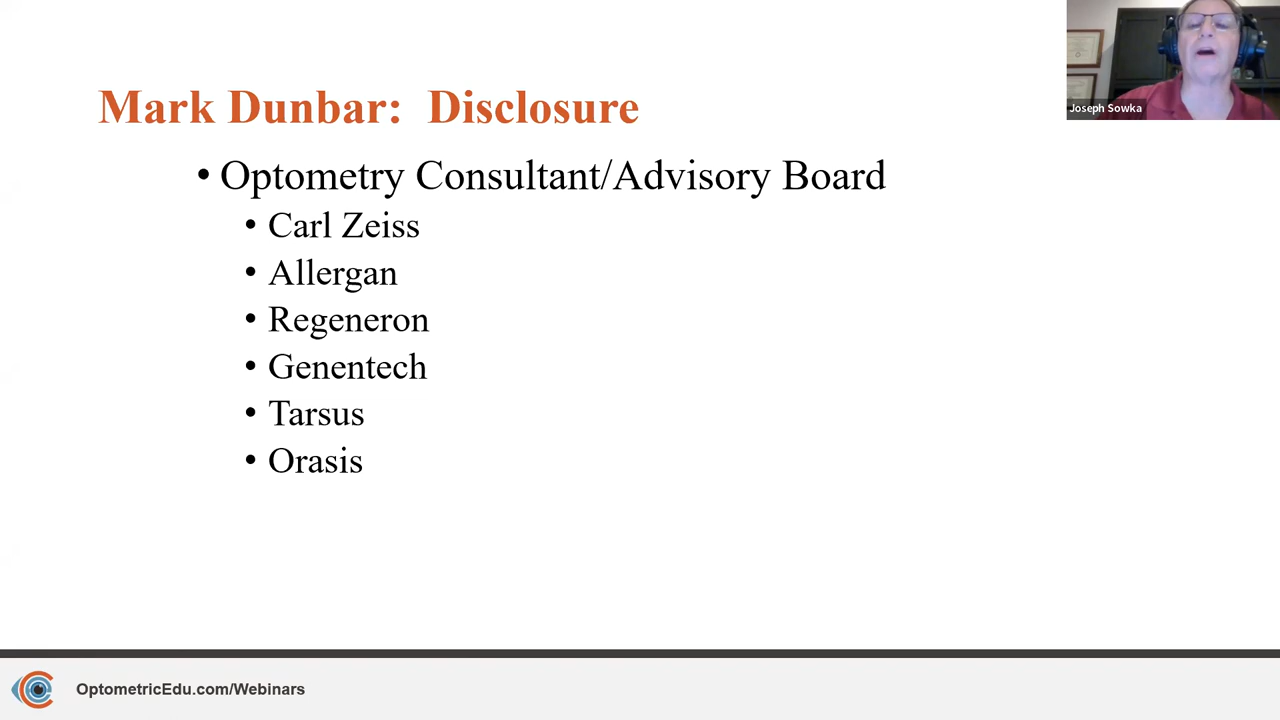 Mark Dunbar: Disclosure
• Optometry Consultant/Advisory Board
• Carl Zeiss
• Allergan
• Regeneron
• Genentech
• Tarsus
• Orasis
Joseph Sowka
OptometricEdu.com/Webinars